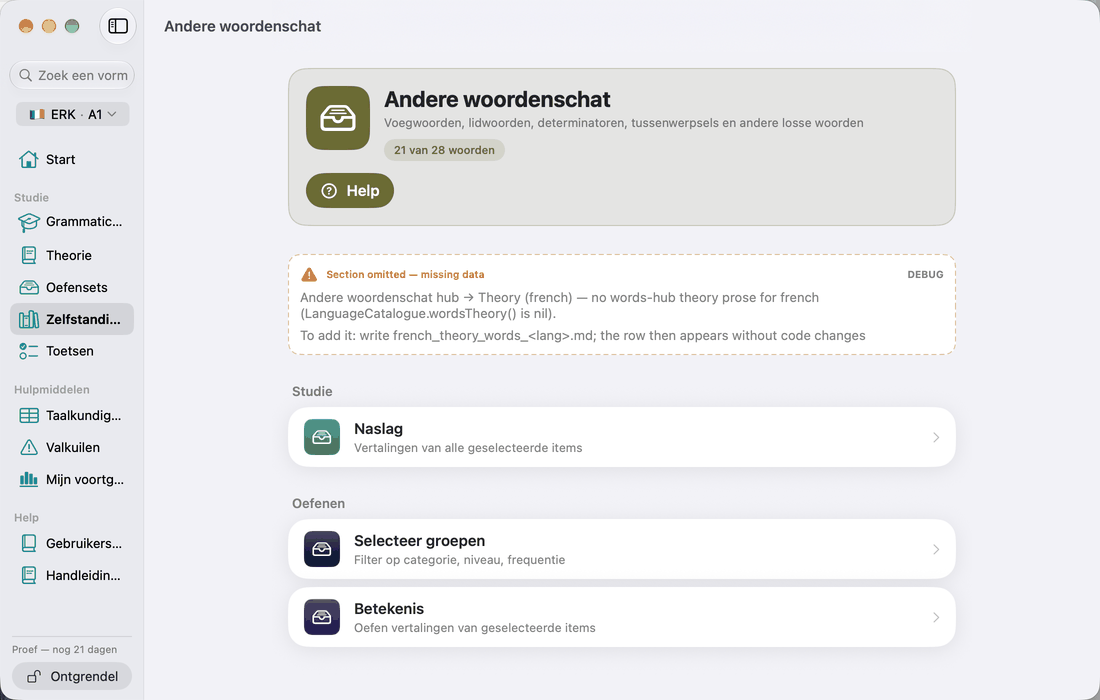 Andere woordenschat
Zoek een vorm
ERK · A1
Start
Studie
Grammatic...
Theorie
Oefensets
Zelfstandi...
Toetsen
Hulpmiddelen
Taalkundig...
Valkuilen
Mijn voortg...
Help
Gebruikers...
Handleidin...
Proef — nog 21 dagen
Ontgrendel
Andere woordenschat
Voegwoorden, lidwoorden, determinatoren, tussenwerpsels en andere losse woorden
21 van 28 woorden
Help
Section omitted — missing data
DEBUG
Andere woordenschat hub → Theory (french) — no words-hub theory prose for french
(LanguageCatalogue.wordsTheory() is nil).
To add it: write french_theory_words_<lang>.md; the row then appears without code changes
Studie
Naslag
Vertalingen van alle geselecteerde items
Oefenen
Selecteer groepen
Filter op categorie, niveau, frequentie
Betekenis
Oefen vertalingen van geselecteerde items